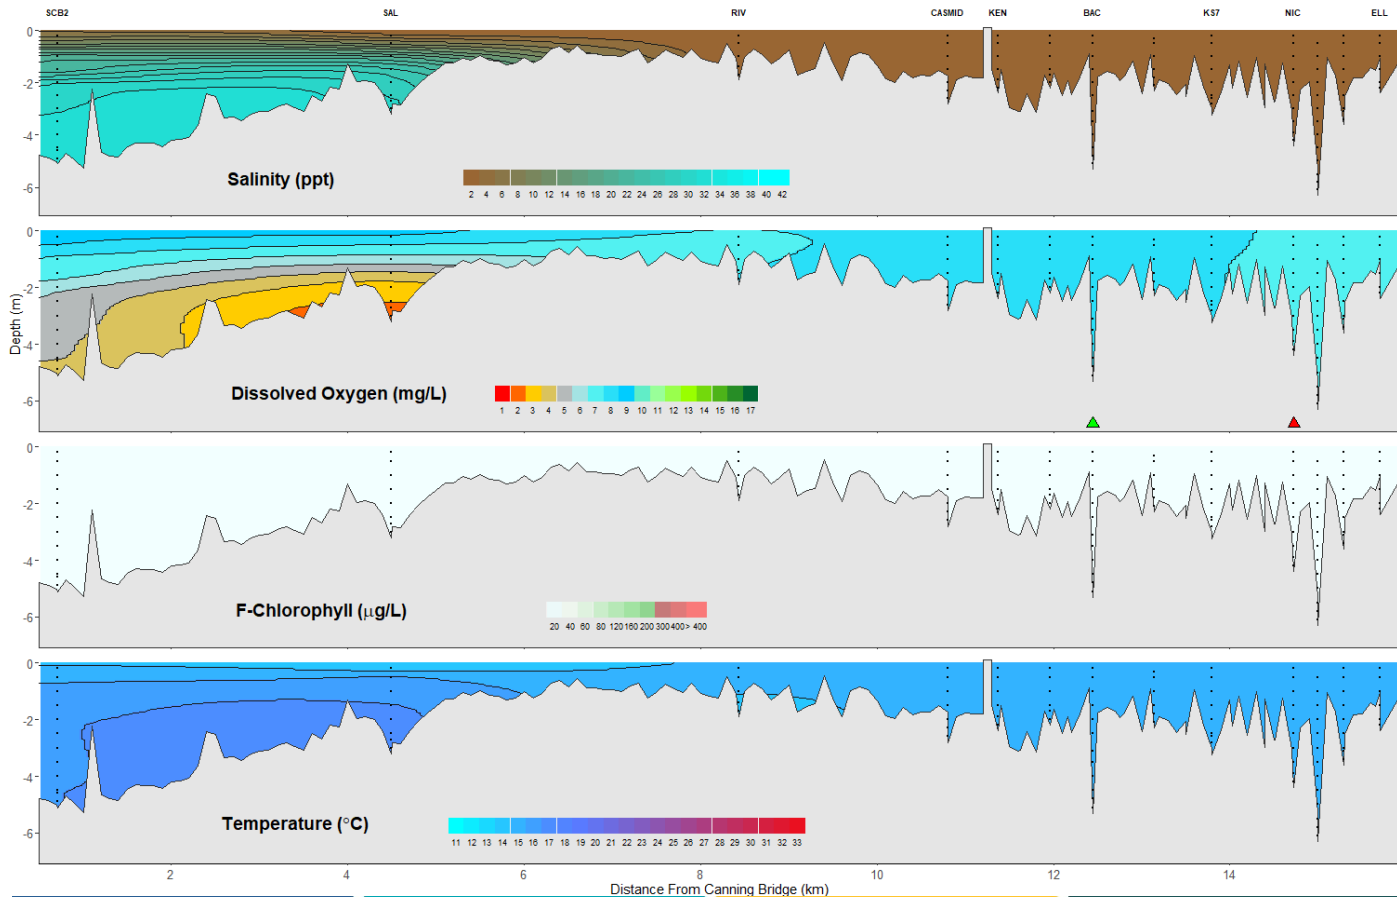 SCB2 SAL RIV CASMID KEN BAC KS7 NIC ELL
0
-2
-4
-6
Salinity (ppt)
2 4 6 8 10 12 14 16 18 20 22 24 26 28 30 32 34 36 38 40 42
0
-2
-4
-6
Depth (m)
Dissolved Oxygen (mg/L)
1 2 3 4 5 6 7 8 9 10 11 12 13 14 15 16 17
0
-2
-4
-6
F-Chlorophyll (µg/L)
20 40 60 80 120 160 200 300 400 > 400
0
-2
-4
-6
Temperature (°C)
11 12 13 14 15 16 17 18 19 20 21 22 23 24 25 26 27 28 29 30 31 32 33
2 4 6 8 10 12 14
Distance From Canning Bridge (km)